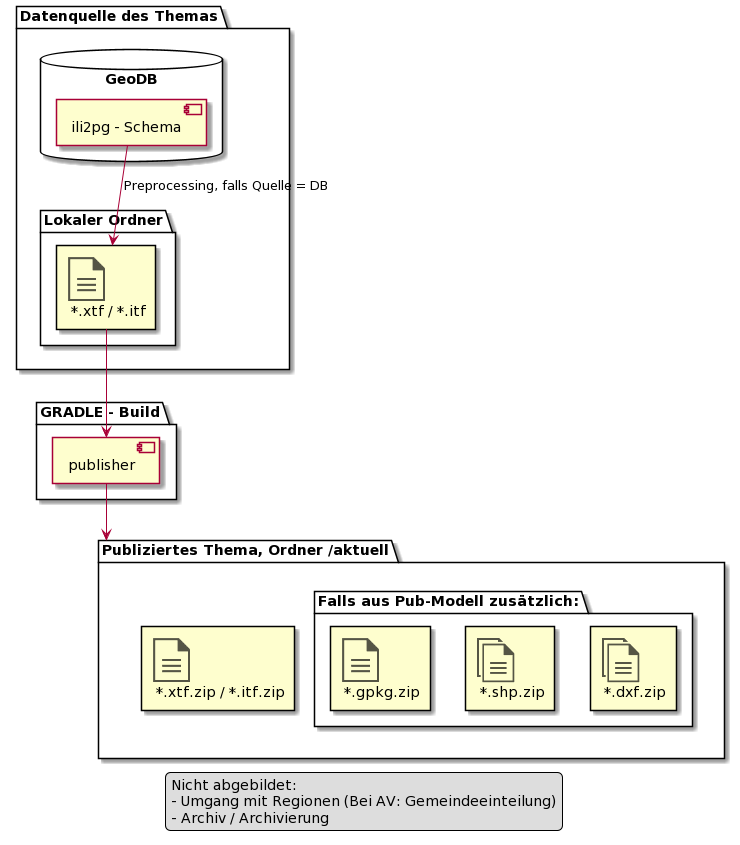 Datenquelle des Themas
GeoDB
ili2pg - Schema
Preprocessing, falls Quelle = DB
Lokaler Ordner
*.xtf / *.itf
GRADLE - Build
publisher
Publiziertes Thema, Ordner /aktuell
Falls aus Pub-Modell zusätzlich:
*.xtf.zip / *.itf.zip
*.gpkg.zip
*.shp.zip
*.dxf.zip
Nicht abgebildet:
- Umgang mit Regionen (Bei AV: Gemeindeeinteilung)
- Archiv / Archivierung